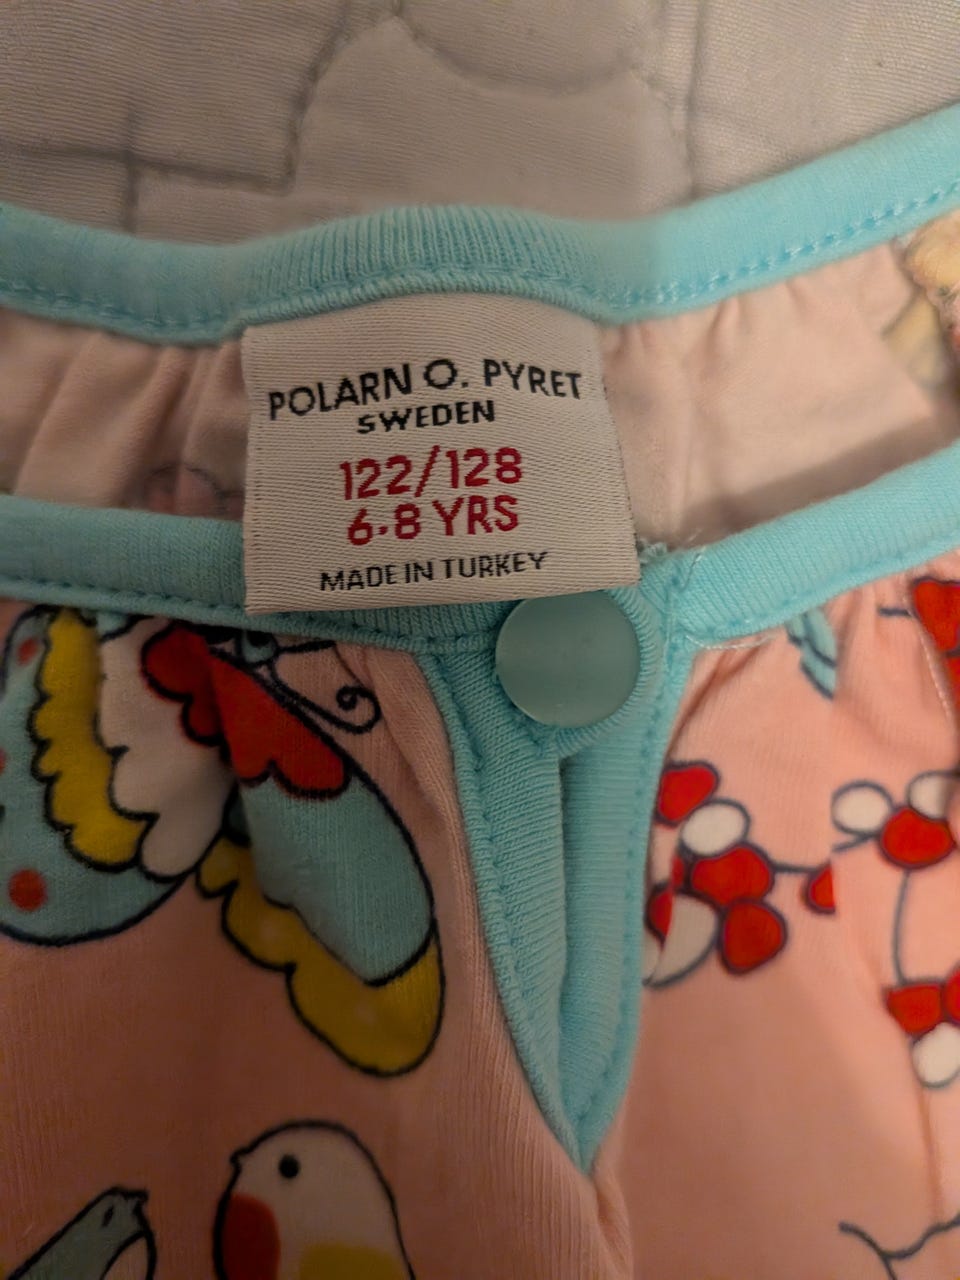 POLARN O. PYRET
SWEDEN
122/128
6-8 YRS
MADE IN TURKEY